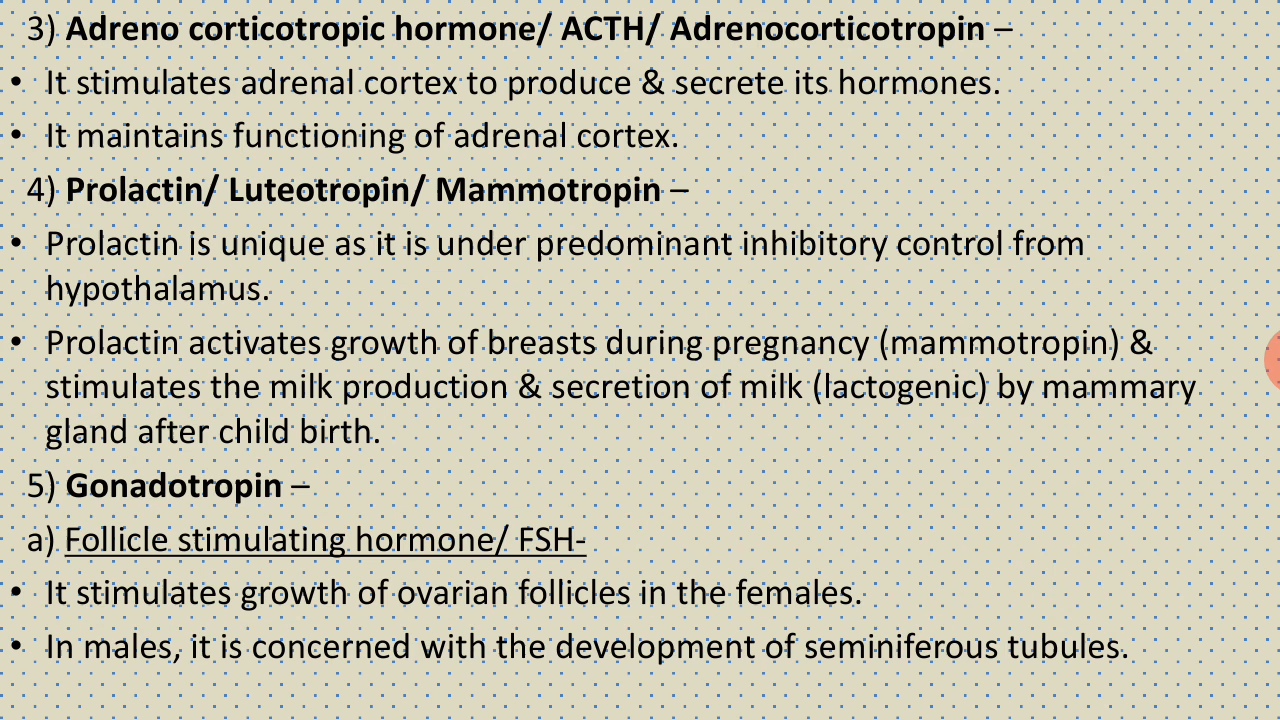 3) Adreno corticotropic hormone/ ACTH/ Adrenocorticotropin –
• It stimulates adrenal cortex to produce & secrete its hormones.
• It maintains functioning of adrenal cortex.
4) Prolactin/ Luteotropin/ Mammotropin –
• Prolactin is unique as it is under predominant inhibitory control from
hypothalamus.
• Prolactin activates growth of breasts during pregnancy (mammotropin) &
stimulates the milk production & secretion of milk (lactogenic) by mammary
gland after child birth.
5) Gonadotropin –
a) Follicle stimulating hormone/ FSH-
• It stimulates growth of ovarian follicles in the females.
• In males, it is concerned with the development of seminiferous tubules.